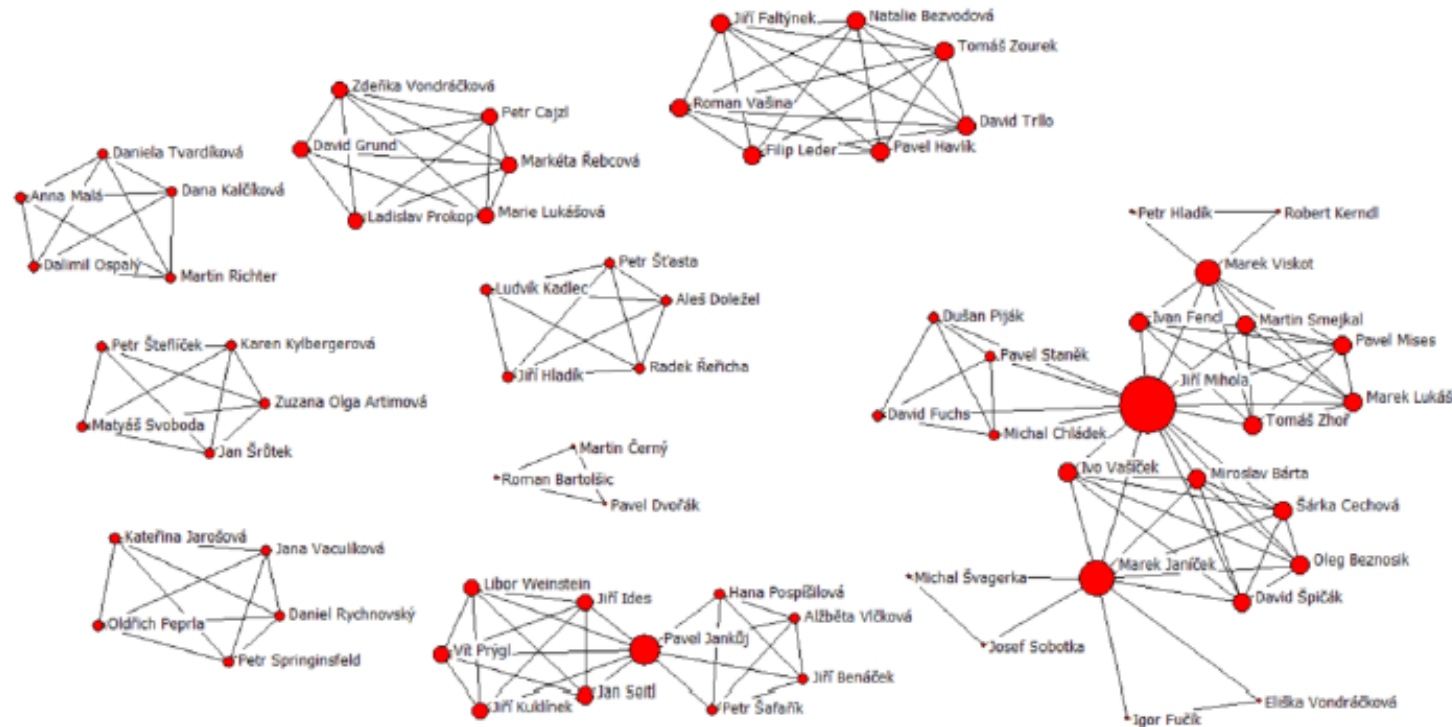 Jiří Faltýnek
Natalie Bezvodová
Tomáš Zourek
Roman Vašina
David Trllo
Filip Leder
Pavel Havlík
Zdeňka Vondráčková
Petr Cajzl
David Grund
Markéta Řebcová
Ladislav Prokop
Marie Lukášová
Daniela Tvardíková
Anna Malá
Dana Kalčíková
Dalimil Ospalý
Martin Richter
Petr Šťasta
Ludvík Kadlec
Aleš Doležel
Jiří Hladík
Radek Řeřicha
Petr Šteflíček
Karen Kylbergerová
Zuzana Olga Artimová
Matyáš Svoboda
Jan Šrůtek
Martin Černý
Roman Bartolšic
Pavel Dvořák
Kateřina Jarošová
Jana Vaculíková
Daniel Rychnovský
Oldřich Peprla
Petr Springinsfeld
Libor Weinstein
Jiří Ides
Vít Prýgl
Pavel Jankůj
Jiří Kuklínek
Jan Seitl
Hana Pospíšilová
Alžběta Vlčková
Jiří Benáček
Petr Šafařík
Petr Hladík
Robert Kerndl
Marek Viskot
Dušan Piják
Ivan Fencl
Martin Smejkal
Pavel Mises
Pavel Staněk
Jiří Mihola
Marek Lukáš
David Fuchs
Michal Chládek
Tomáš Zhoř
Ivo Vašíček
Miroslav Bárta
Šárka Cechová
Oleg Beznosik
Marek Janíček
David Špičák
Michal Švagerka
Josef Sobotka
Eliška Vondráčková
Igor Fučík